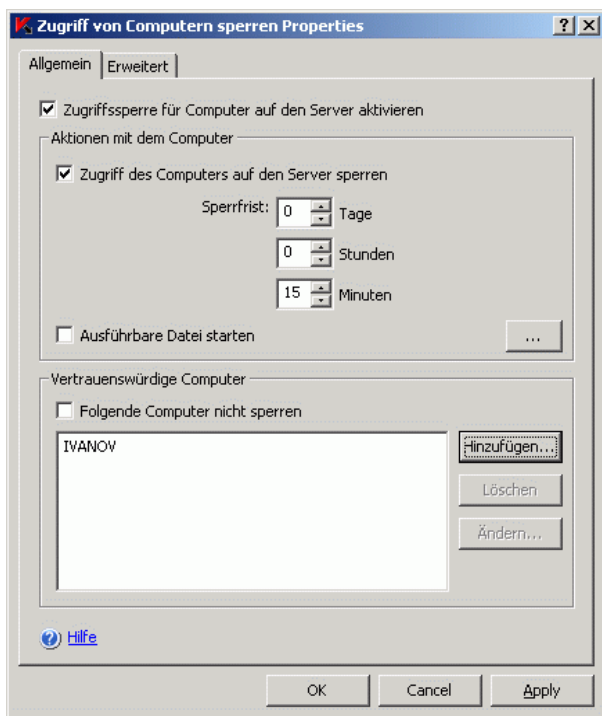 Zugriff von Computern sperren Properties
Allgemein Erweitert
Zugriffssperre für Computer auf den Server aktivieren
Aktionen mit dem Computer
Zugriff des Computers auf den Server sperren
Sperrfrist: 0 Tage
0 Stunden
15 Minuten
Ausführbare Datei starten ...
Vertrauenswürdige Computer
Folgende Computer nicht sperren
IVANOV Hinzufügen...
Löschen
Ändern...
Hilfe
OK Cancel Apply